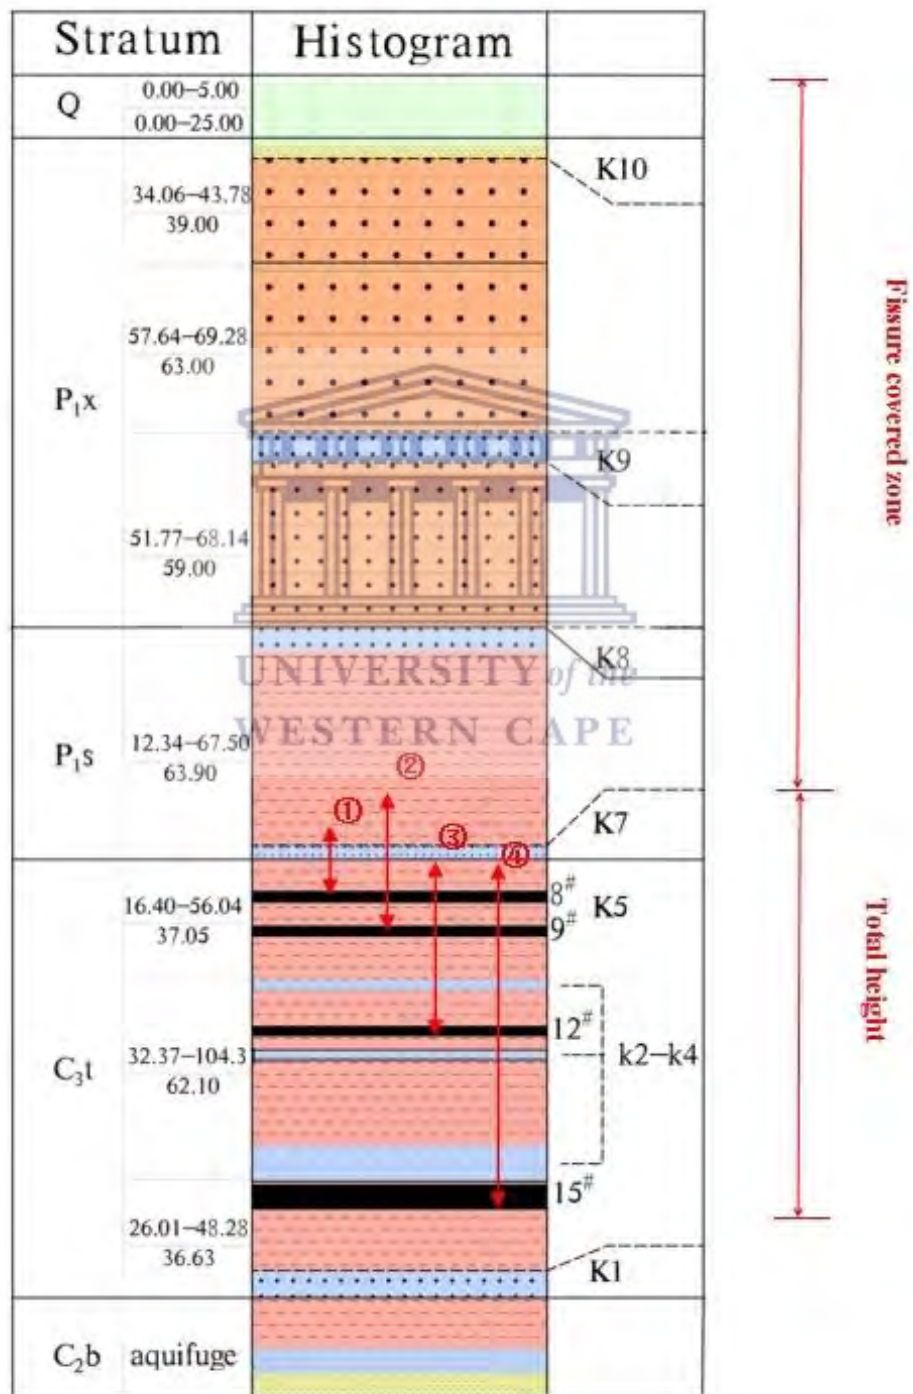 Stratum Histogram
Q
0.00–5.00
0.00–25.00
K10
34.06–43.78
39.00
57.64–69.28
63.00
P₁x
K9
51.77–68.14
59.00
K8
UNIVERSITY of the
WESTERN CAPE
P₁s
12.34–67.50
63.90
②
①
③
④
K7
8#
K5
16.40–56.04
37.05
9#
12#
k2–k4
C₃t
32.37–104.31
62.10
15#
26.01–48.28
36.63
K1
C₂b aquifuge
Fissure covered zone
Total height